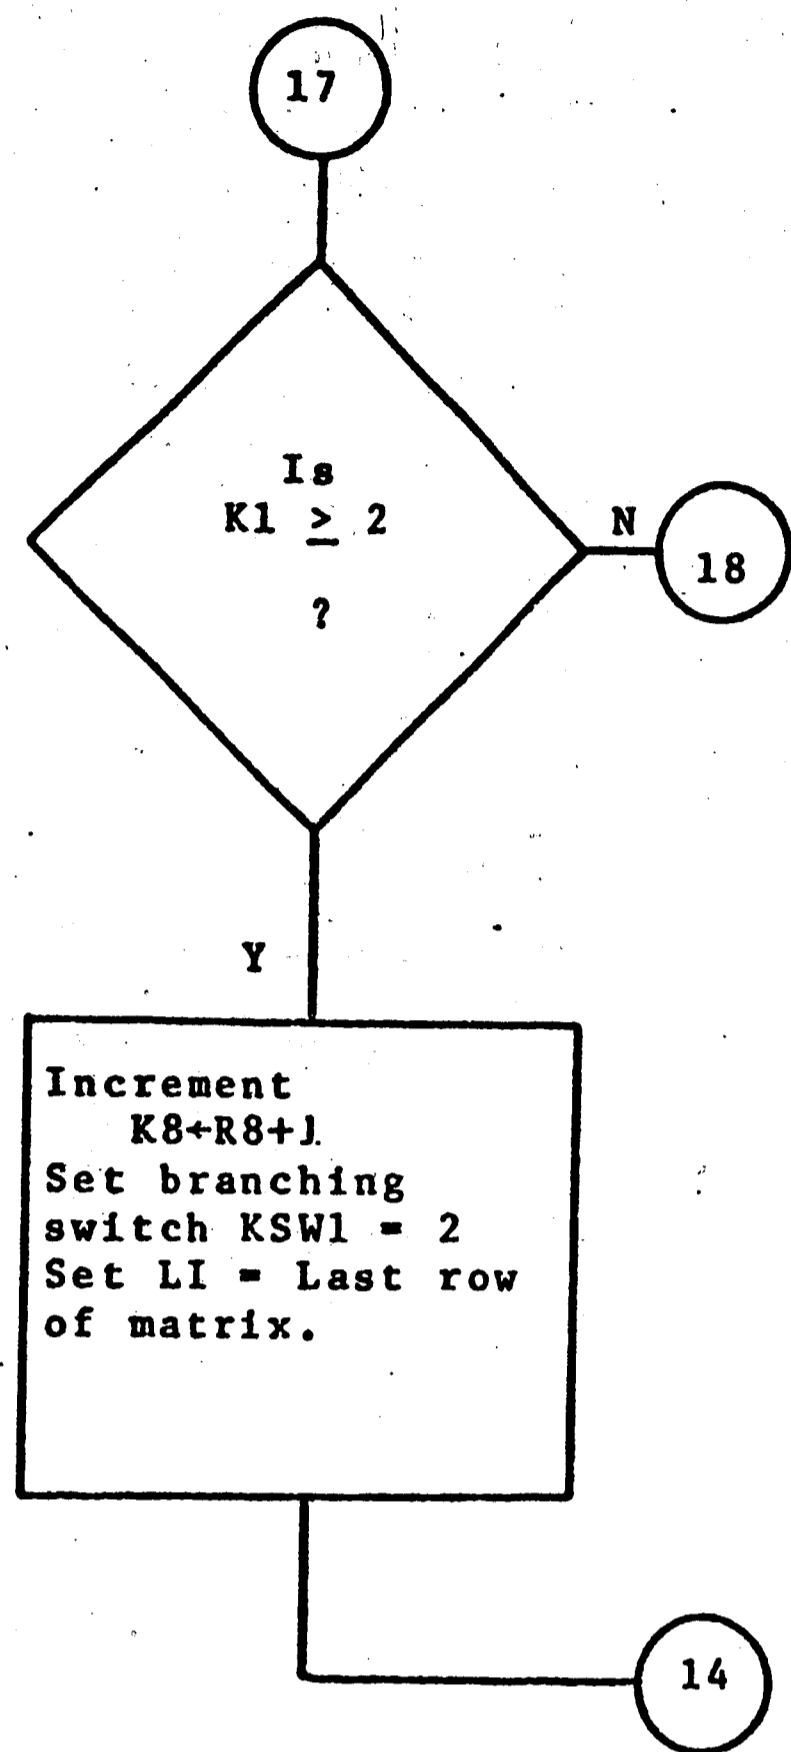 17
Is
K1 ≥ 2
?
N
18
Y
Increment
K8←R8+1
Set branching
switch KSW1 = 2
Set LI = Last row
of matrix.
14